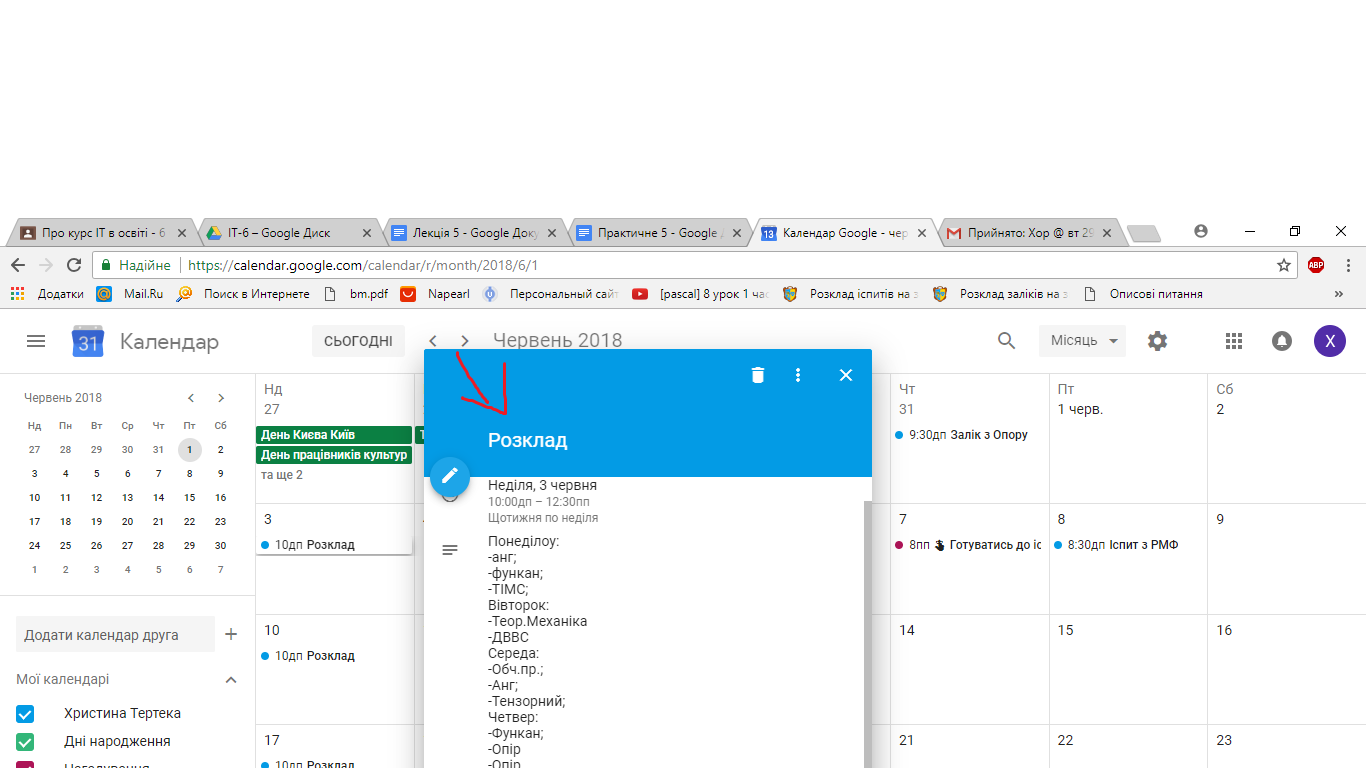 Про курс ІТ в освіті - 6
ІТ-6 – Google Диск
Лекція 5 - Google Доку
Практичне 5 - Google Д
Календар Google - чер
Прийнято: Хор @ вт 29
Надійне
https://calendar.google.com/calendar/r/month/2018/6/1
ABP
Додатки
Mail.Ru
Поиск в Интернете
bm.pdf
Napearl
Персональный сайт
[pascal] 8 урок 1 час
Розклад іспитів на з
Розклад заліків на з
Описові питання
»
31
Календар
СЬОГОДНІ
Червень 2018
Місяць
X
Червень 2018
Нд Пн Вт Ср Чт Пт Сб
27 28 29 30 31 1 2
3 4 5 6 7 8 9
10 11 12 13 14 15 16
17 18 19 20 21 22 23
24 25 26 27 28 29 30
1 2 3 4 5 6 7
Додати календар друга
Мої календарі
Христина Тертека
Дні народження
Нагадування
Нд
27
День Києва Київ
День працівників культур
та ще 2
3
10дп Розклад
10
10дп Розклад
17
10дп Розклад
Розклад
Неділя, 3 червня
10:00дп – 12:30пп
Щотижня по неділя
Понеділоу:
-анг;
-функан;
-ТІМС;
Вівторок:
-Теор.Механіка
-ДВВС
Середа:
-Обч.пр.;
-Анг;
-Тензорний;
Четвер:
-Функан;
-Опір
-Опір
Чт
31
9:30дп Залік з Опору
7
8пп Готуватись до іс
14
21
Пт
1 черв.
8
8:30дп Іспит з РМФ
15
22
Сб
2
9
16
23